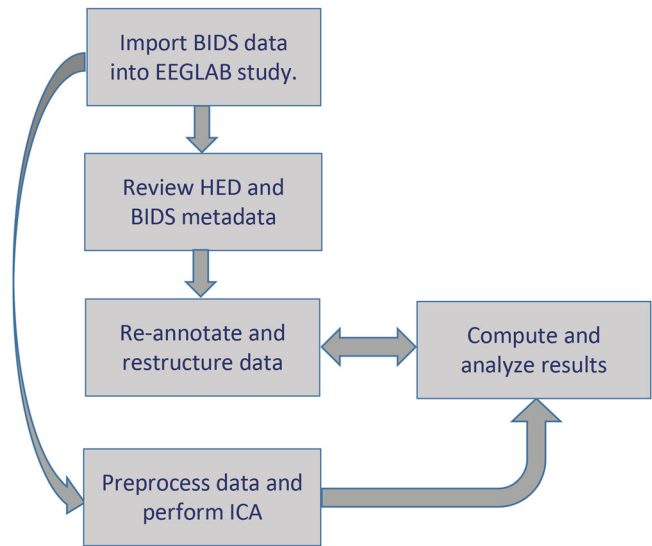 Import BIDS data
into EEGLAB study.
Review HED and
BIDS metadata
Re-annotate and
restructure data
Compute and
analyze results
Preprocess data and
perform ICA